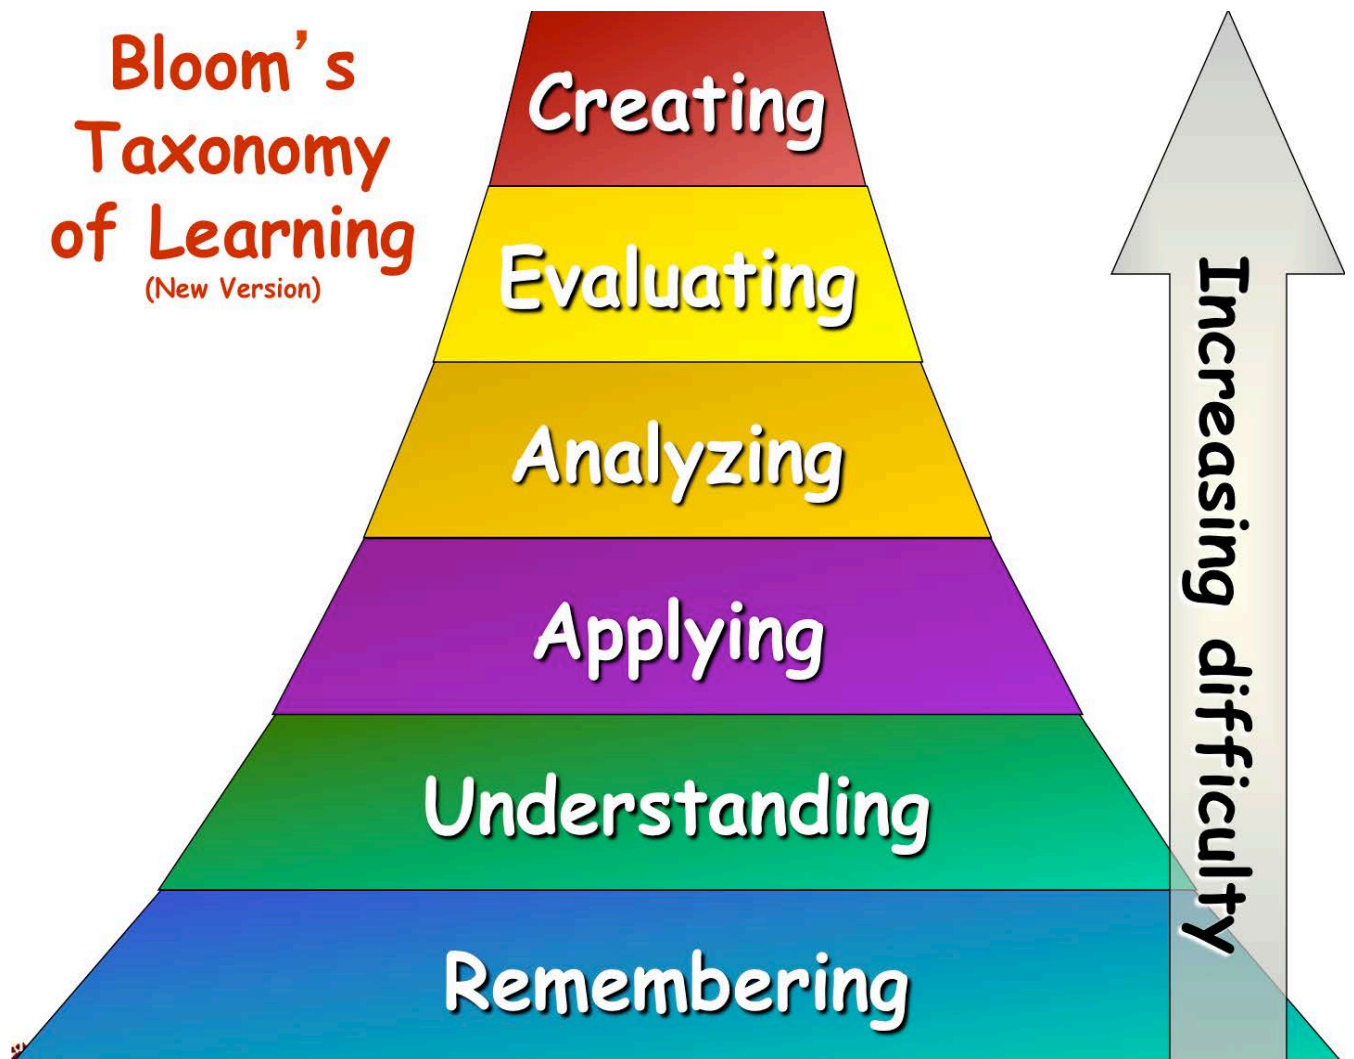 Bloom's
Taxonomy
of Learning
(New Version)
Creating
Evaluating
Analyzing
Applying
Understanding
Remembering
Increasing difficulty